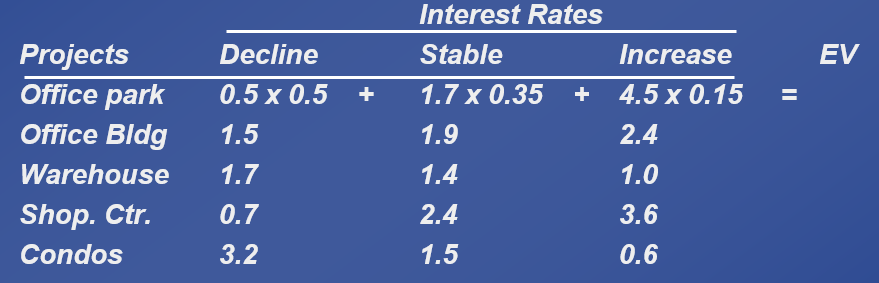 Interest Rates
Projects Decline Stable Increase EV
Office park 0.5 x 0.5 + 1.7 x 0.35 + 4.5 x 0.15 =
Office Bldg 1.5 1.9 2.4
Warehouse 1.7 1.4 1.0
Shop. Ctr. 0.7 2.4 3.6
Condos 3.2 1.5 0.6